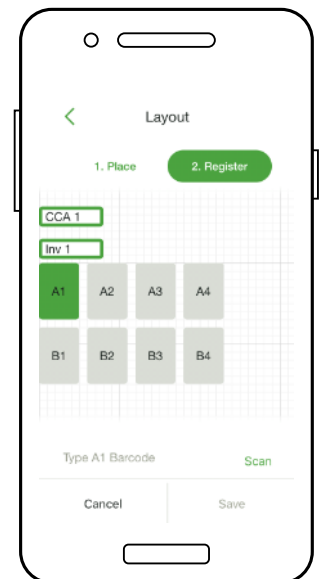 Layout
1. Place 2. Register
CCA 1
Inv 1
A1 A2 A3 A4
B1 B2 B3 B4
Type A1 Barcode Scan
Cancel Save